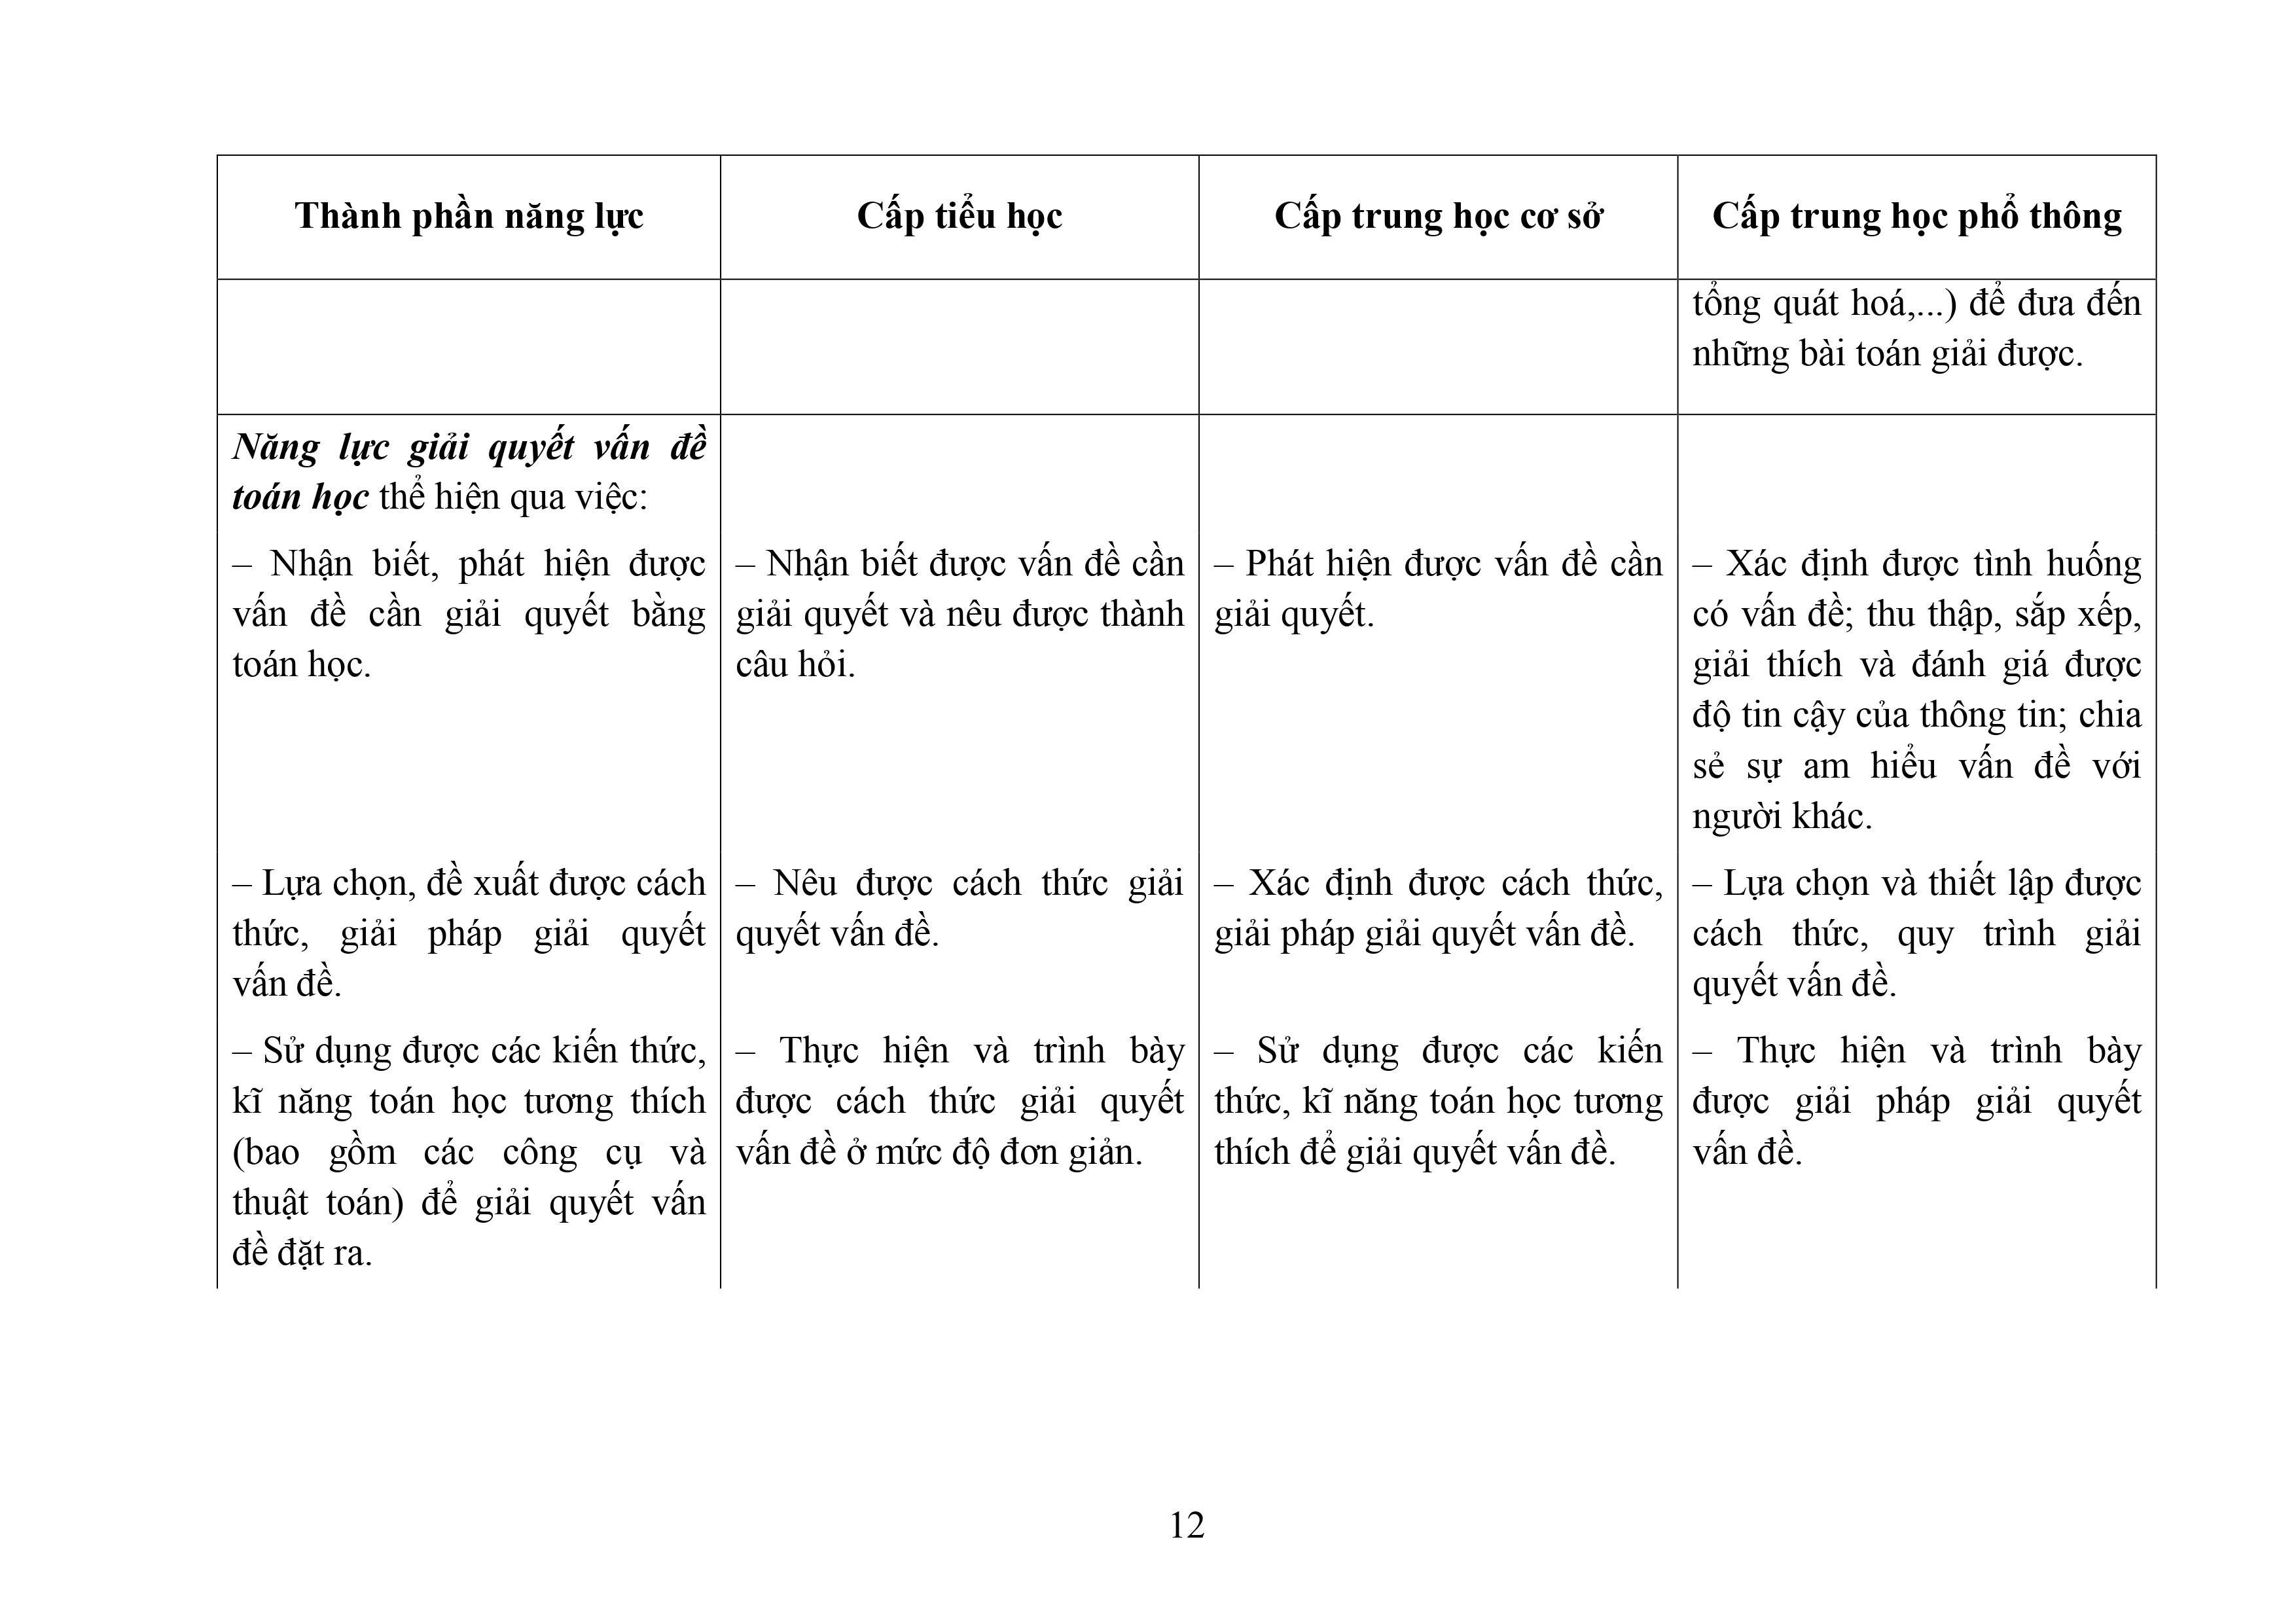 Thành phần năng lực
Cấp tiểu học
Cấp trung học cơ sở
Cấp trung học phổ thông
tổng quát hoá,...) để đưa đến
những bài toán giải được.
Năng lực giải quyết vấn đề
toán học thể hiện qua việc:
– Nhận biết, phát hiện được
vấn đề cần giải quyết bằng
toán học.
– Nhận biết được vấn đề cần
giải quyết và nêu được thành
câu hỏi.
– Phát hiện được vấn đề cần
giải quyết.
– Xác định được tình huống
có vấn đề; thu thập, sắp xếp,
giải thích và đánh giá được
độ tin cậy của thông tin; chia
sẻ sự am hiểu vấn đề với
người khác.
– Lựa chọn, đề xuất được cách
thức, giải pháp giải quyết
vấn đề.
– Nêu được cách thức giải
quyết vấn đề.
– Xác định được cách thức,
giải pháp giải quyết vấn đề.
– Lựa chọn và thiết lập được
cách thức, quy trình giải
quyết vấn đề.
– Sử dụng được các kiến thức,
kĩ năng toán học tương thích
(bao gồm các công cụ và
thuật toán) để giải quyết vấn
đề đặt ra.
– Thực hiện và trình bày
được cách thức giải quyết
vấn đề ở mức độ đơn giản.
– Sử dụng được các kiến
thức, kĩ năng toán học tương
thích để giải quyết vấn đề.
– Thực hiện và trình bày
được giải pháp giải quyết
vấn đề.
12